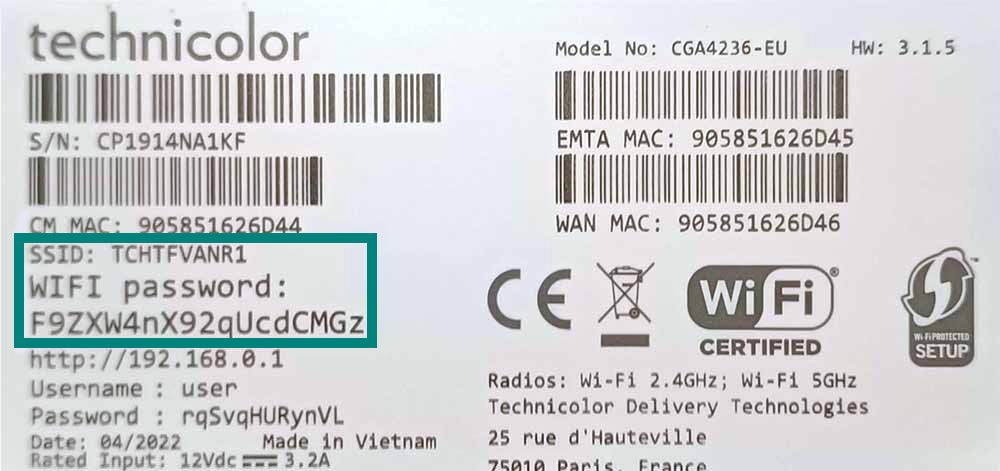 technicolor
S/N: CP1914NA1KF
CM MAC: 905851626D44
SSID: TCHTFVANR1
WIFI password:
F9ZXW4nX92qUcdCMGz
http://192.168.0.1
Username : user
Password : rqSvqHURynVL
Date: 04/2022 Made in Vietnam
Rated Input: 12Vdc 3.2A
Model No: CGA4236-EU HW: 3.1.5
EMTA MAC: 905851626D45
WAN MAC: 905851626D46
CE
WiFi®
CERTIFIED
Wi-Fi PROTECTED
SETUP
Radios: Wi-Fi 2.4GHz; Wi-Fi 5GHz
Technicolor Delivery Technologies
25 rue d'Hauteville
75010 Paris, France